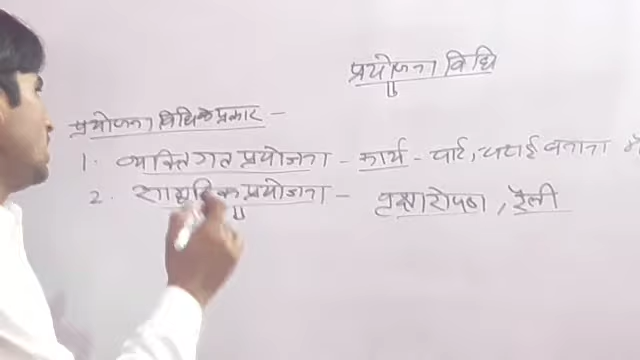 प्रयोजना विधि
प्रयोजना विधि के प्रकार -
1. व्यक्तिगत प्रयोजना - कार्य - चार्ट, चटाई बनाना
2. सामूहिक प्रयोजना - वृक्षारोपण, रैली